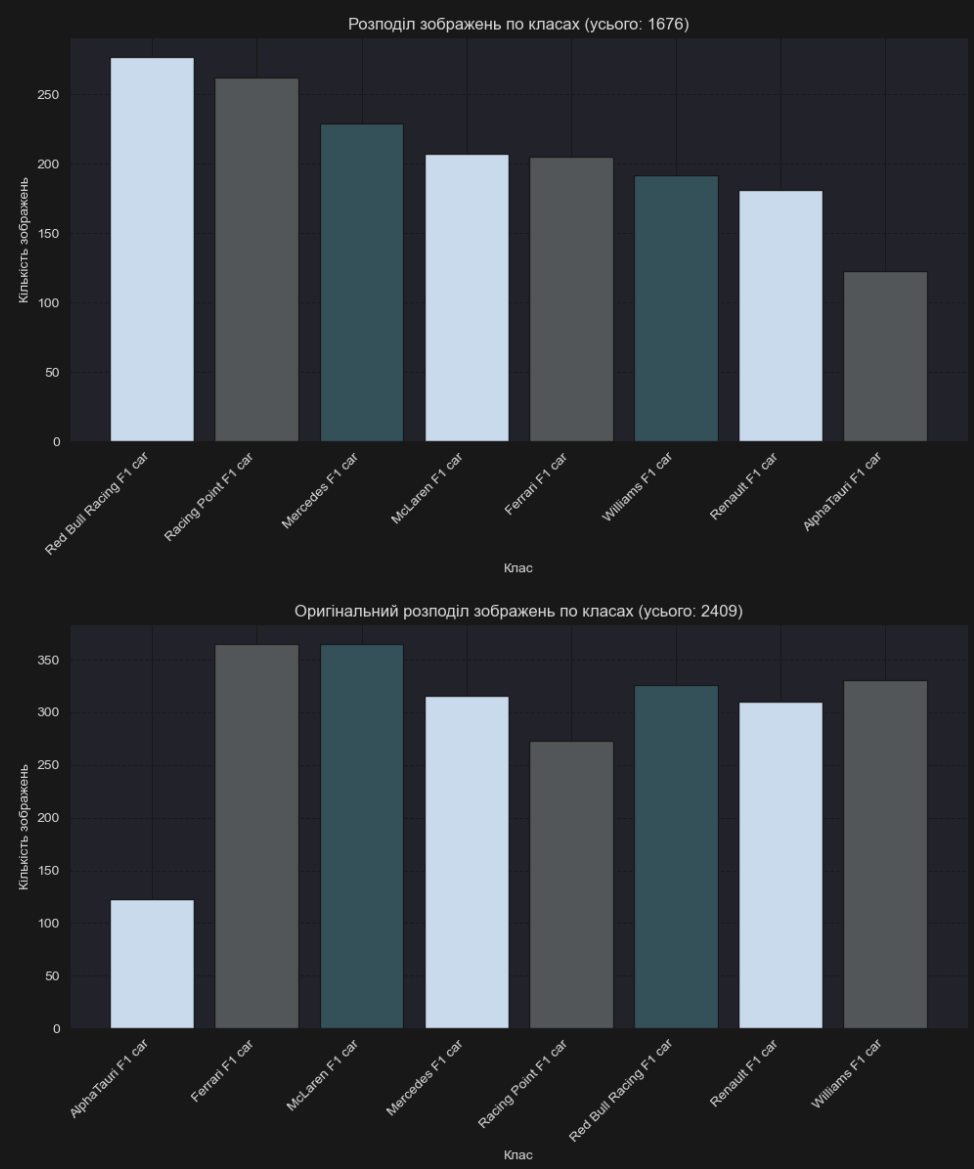 Розподіл зображень по класах (усього: 1676)
Кількість зображень
250
200
150
100
50
0
Red Bull Racing F1 car
Racing Point F1 car
Mercedes F1 car
McLaren F1 car
Ferrari F1 car
Williams F1 car
Renault F1 car
AlphaTauri F1 car
Клас
Оригінальний розподіл зображень по класах (усього: 2409)
Кількість зображень
350
300
250
200
150
100
50
0
AlphaTauri F1 car
Ferrari F1 car
McLaren F1 car
Mercedes F1 car
Racing Point F1 car
Red Bull Racing F1 car
Renault F1 car
Williams F1 car
Клас